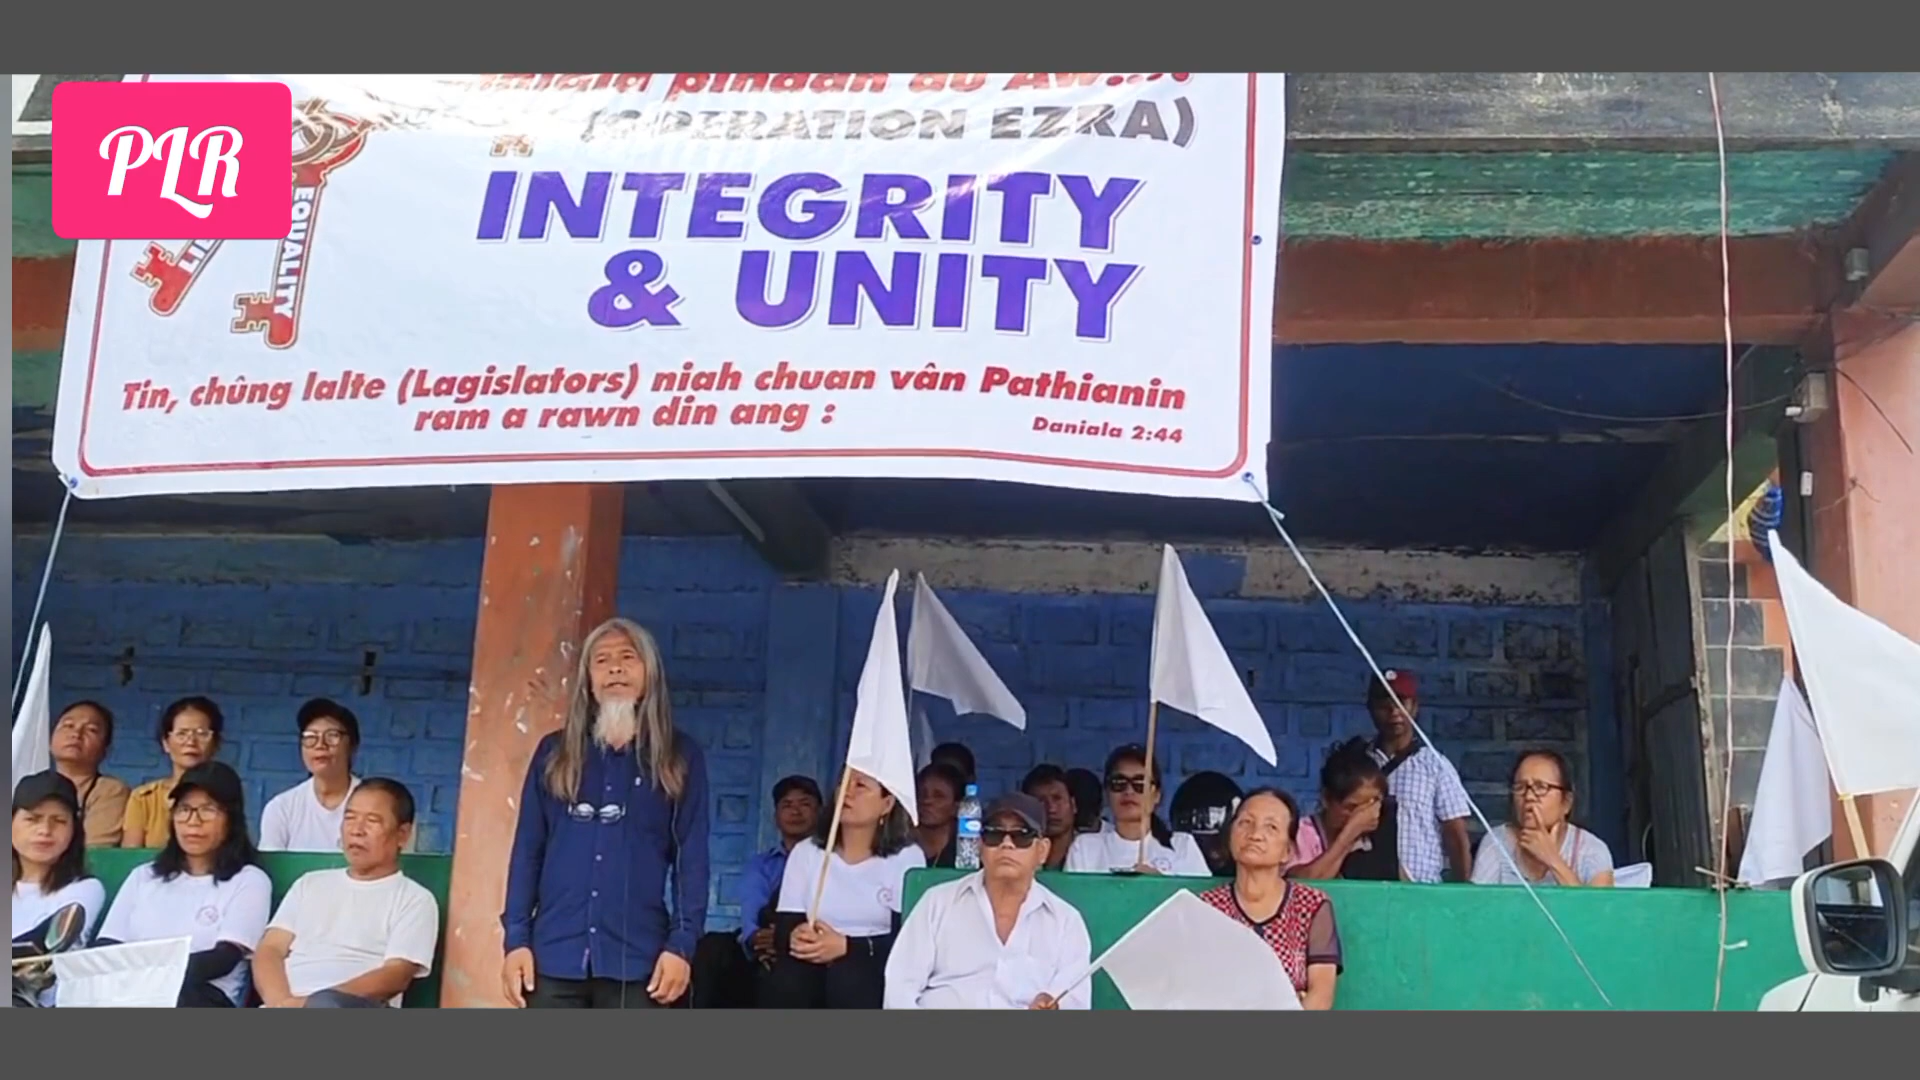 PLR
(OPERATION EZRA)
EQUALITY
INTEGRITY
& UNITY
Tin, chûng lalte (Lagislators) niah chuan vân Pathianin
ram a rawn din ang :
Daniala 2:44